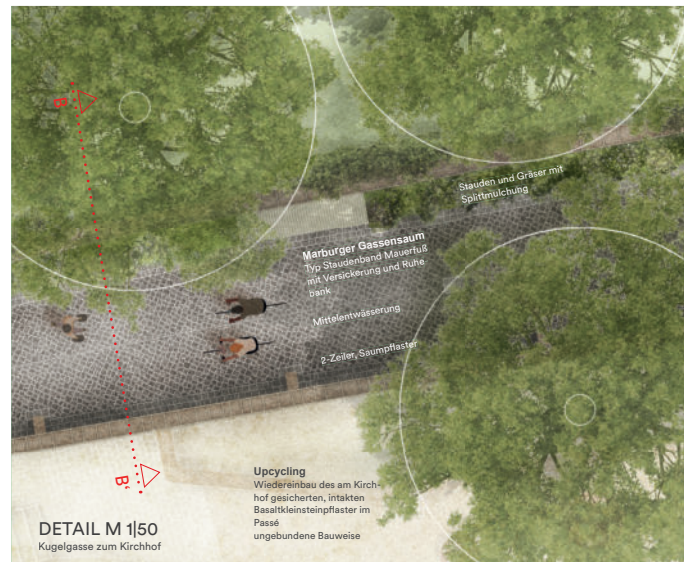 B
Stauden und Gräser mit
Splittmulchung
Marburger Gassensaum
Typ Staudenband Mauerfuß
mit Versickerung und Ruhe
bank
Mittelentwässerung
2-Zeiler, Saumpflaster
B'
Upcycling
Wiedereinbau des am Kirch-
hof gesicherten, intakten
Basaltkleinsteinpflaster im
Passé
ungebundene Bauweise
DETAIL M 1|50
Kugelgasse zum Kirchhof